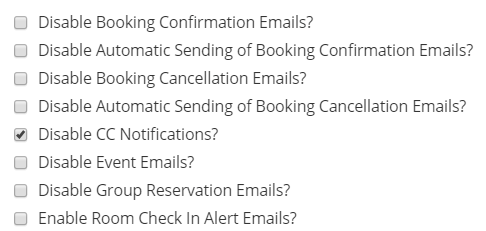 Disable Booking Confirmation Emails?
Disable Automatic Sending of Booking Confirmation Emails?
Disable Booking Cancellation Emails?
Disable Automatic Sending of Booking Cancellation Emails?
Disable CC Notifications?
Disable Event Emails?
Disable Group Reservation Emails?
Enable Room Check In Alert Emails?